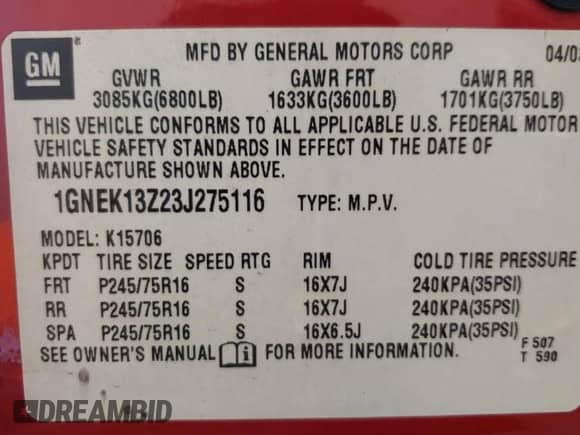 GM MFD BY GENERAL MOTORS CORP
GVWR GAWR FRT GAWR RR
3085KG(6800LB) 1633KG(3600LB) 1701KG(3750LB)
THIS VEHICLE CONFORMS TO ALL APPLICABLE U.S. FEDERAL MOTOR
VEHICLE SAFETY STANDARDS IN EFFECT ON THE DATE OF
MANUFACTURE SHOWN ABOVE.
1GNEK13Z23J275116 TYPE: M.P.V.
MODEL: K15706
KPDT TIRE SIZE SPEED RTG RIM COLD TIRE PRESSURE
FRT P245/75R16 S 16X7J 240KPA(35PSI)
RR P245/75R16 S 16X7J 240KPA(35PSI)
SPA P245/75R16 S 16X6.5J 240KPA(35PSI)
SEE OWNER'S MANUAL FOR MORE INFORMATION.
F 507
T 590
DREAMBID